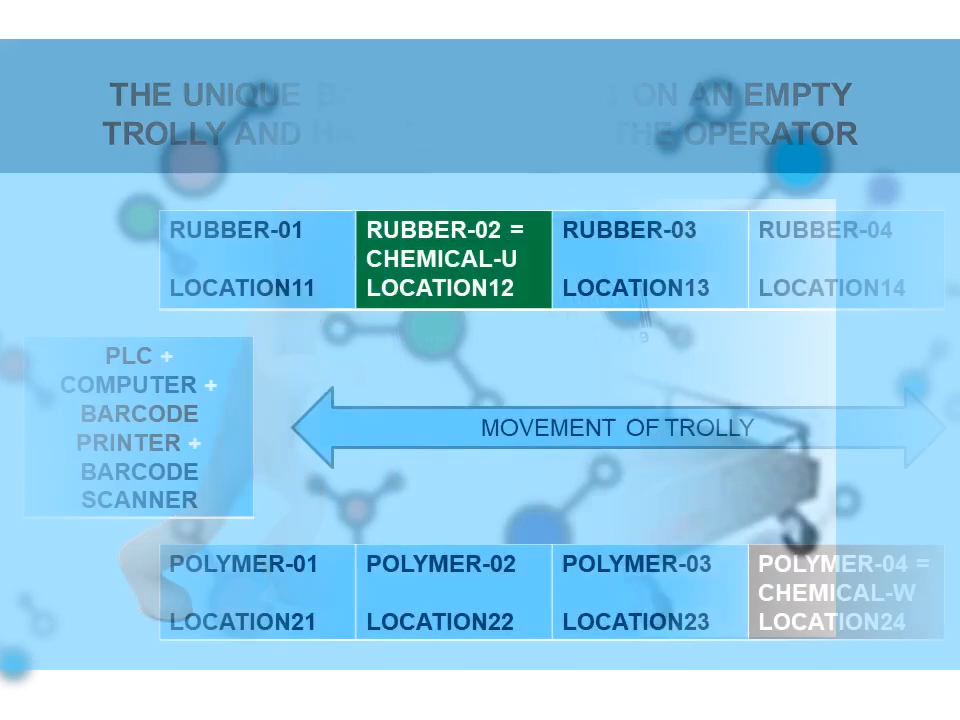 THE UNIQUE ON AN EMPTY
TROLLY AND THE OPERATOR
RUBBER-01
LOCATION11
RUBBER-02 =
CHEMICAL-U
LOCATION12
RUBBER-03
LOCATION13
RUBBER-04
LOCATION14
PLC +
COMPUTER +
BARCODE
PRINTER +
BARCODE
SCANNER
MOVEMENT OF TROLLY
POLYMER-01
LOCATION21
POLYMER-02
LOCATION22
POLYMER-03
LOCATION23
POLYMER-04 =
CHEMICAL-W
LOCATION24